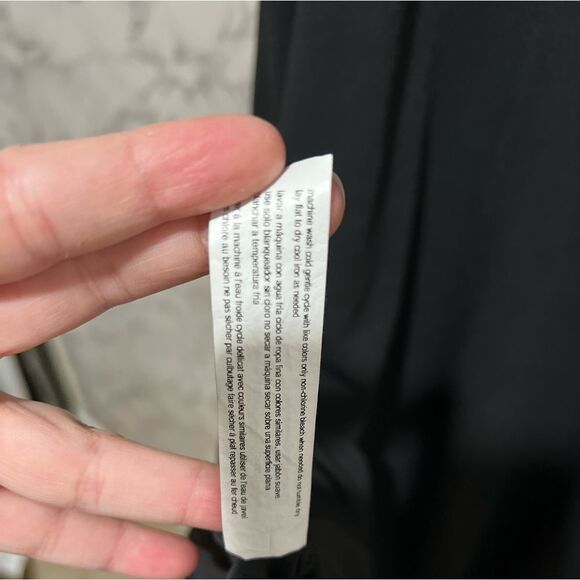 machine wash cold gentle cycle with like colors only non-chlorine bleach when needed do not tumble dry
lay flat to dry cool iron as needed
lavar a máquina con agua fría ciclo de ropa fina con colores similares, usar jabón suave
use solo blanqueador sin cloro no secar a máquina secar sobre una superficie plana
planchar a temperatura fría
à la machine à l'eau froide cycle délicat avec couleurs similaires utiliser de l'eau de javel
chlore au besoin ne pas sécher par culbutage faire sécher à plat repasser au fer